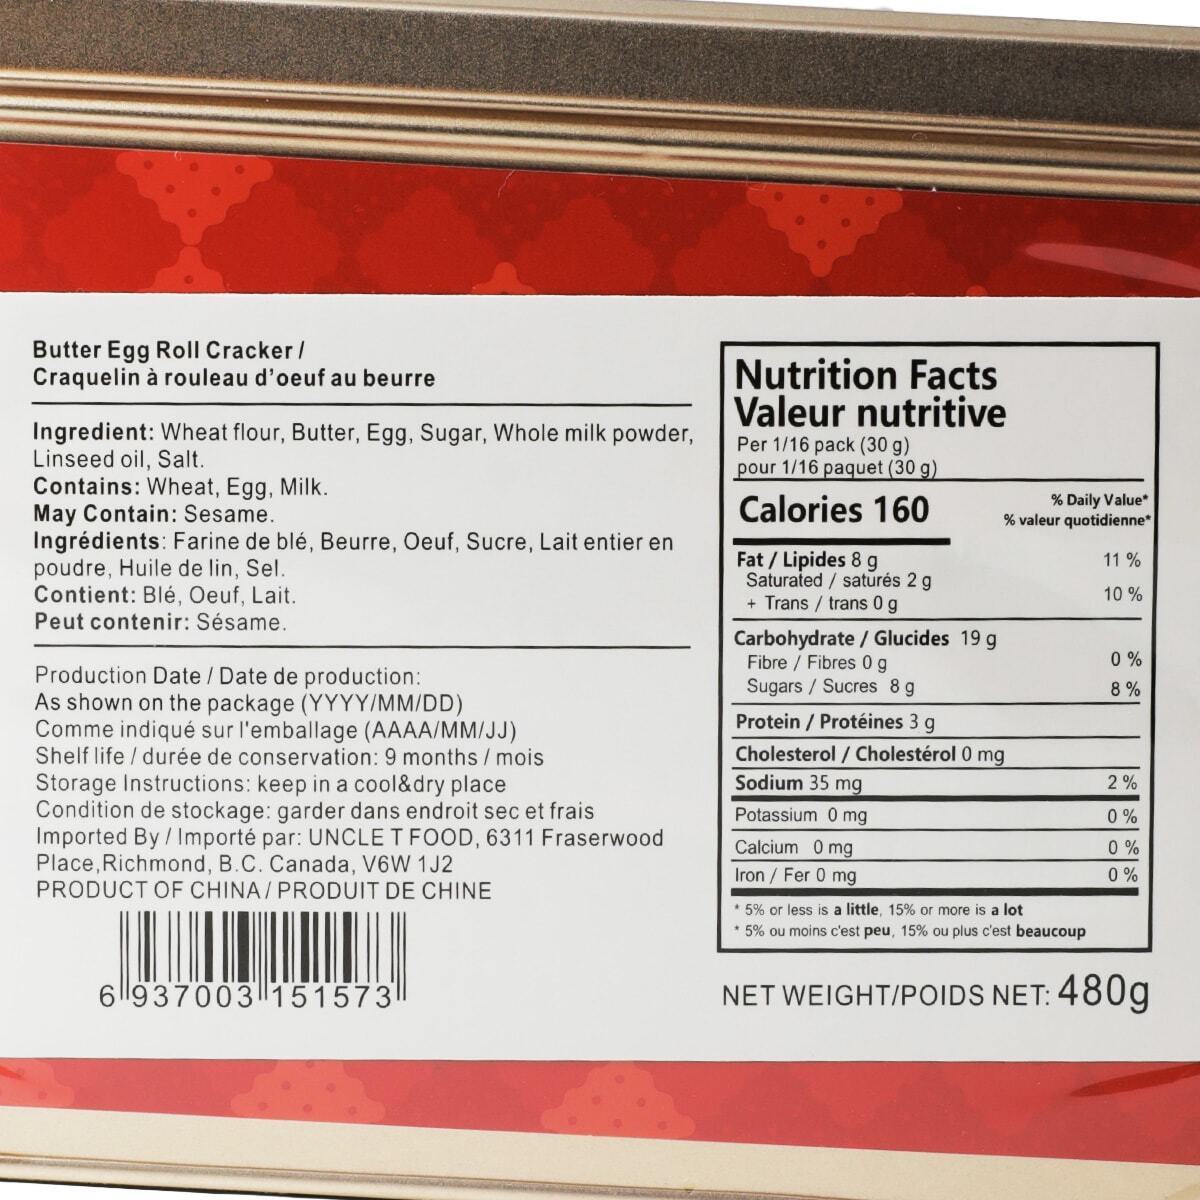 Butter Egg Roll Cracker /
Craquelin à rouleau d'oeuf au beurre
Ingredient: Wheat flour, Butter, Egg, Sugar, Whole milk powder,
Linseed oil, Salt.
Contains: Wheat, Egg, Milk.
May Contain: Sesame.
Ingrédients: Farine de blé, Beurre, Oeuf, Sucre, Lait entier en
poudre, Huile de lin, Sel.
Contient: Blé, Oeuf, Lait.
Peut contenir: Sésame.
Production Date / Date de production:
As shown on the package (YYYY/MM/DD)
Comme indiqué sur l'emballage (AAAA/MM/JJ)
Shelf life / durée de conservation: 9 months / mois
Storage Instructions: keep in a cool&dry place
Condition de stockage: garder dans endroit sec et frais
Imported By / Importé par: UNCLE T FOOD, 6311 Fraserwood
Place,Richmond, B.C. Canada, V6W 1J2
PRODUCT OF CHINA / PRODUIT DE CHINE
6 937003 151573
Nutrition Facts
Valeur nutritive
Per 1/16 pack (30 g)
pour 1/16 paquet (30 g)
Calories 160
% Daily Value*
% valeur quotidienne*
Fat / Lipides 8 g 11 %
Saturated / saturés 2 g
+ Trans / trans 0 g 10 %
Carbohydrate / Glucides 19 g
Fibre / Fibres 0 g 0 %
Sugars / Sucres 8 g 8 %
Protein / Protéines 3 g
Cholesterol / Cholestérol 0 mg
Sodium 35 mg 2 %
Potassium 0 mg 0 %
Calcium 0 mg 0 %
Iron / Fer 0 mg 0 %
* 5% or less is a little, 15% or more is a lot
* 5% ou moins c'est peu, 15% ou plus c'est beaucoup
NET WEIGHT/POIDS NET: 480g